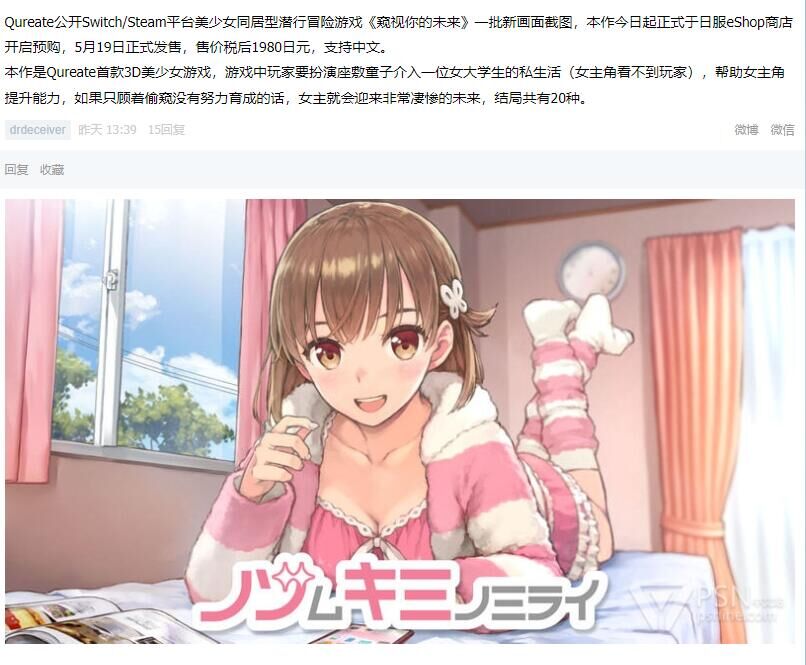 Qureate公开Switch/Steam平台美少女同居型潜行冒险游戏《窥视你的未来》一批新画面截图，本作今日起正式于日服eShop商店
开启预购，5月19日正式发售，售价税后1980日元，支持中文。
本作是Qureate首款3D美少女游戏，游戏中玩家要扮演座敷童子介入一位女大学生的私生活（女主角看不到玩家），帮助女主角
提升能力，如果只顾着偷窥没有努力育成的话，女主就会迎来非常凄惨的未来，结局共有20种。
drdeceiver 昨天 13:39 15回复 微博 微信
回复 收藏
ノゾムキミノミライ
PSN中文站
psnine.com